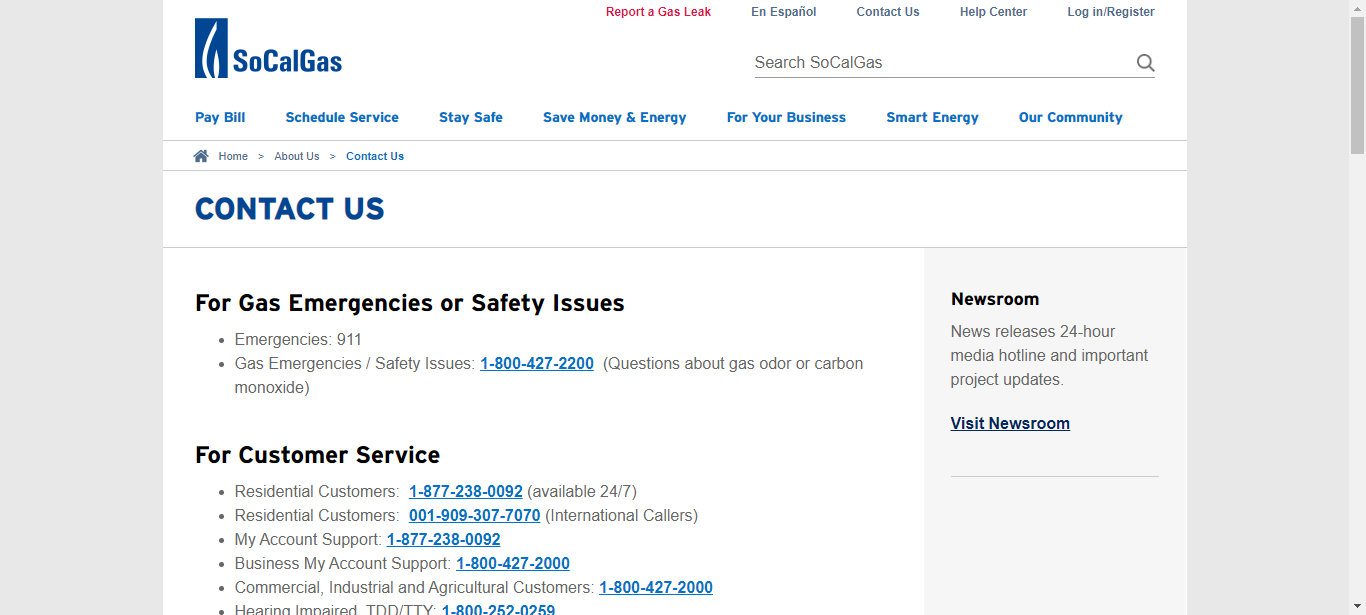 Report a Gas Leak En Español Contact Us Help Center Log in/Register
SoCalGas
Search SoCalGas
Pay Bill Schedule Service Stay Safe Save Money & Energy For Your Business Smart Energy Our Community
Home > About Us > Contact Us
CONTACT US
For Gas Emergencies or Safety Issues
Emergencies: 911
Gas Emergencies / Safety Issues: 1-800-427-2200 (Questions about gas odor or carbon
monoxide)
For Customer Service
Residential Customers: 1-877-238-0092 (available 24/7)
Residential Customers: 001-909-307-7070 (International Callers)
My Account Support: 1-877-238-0092
Business My Account Support: 1-800-427-2000
Commercial, Industrial and Agricultural Customers: 1-800-427-2000
Hearing Impaired, TDD/TTY: 1-800-252-0259
Newsroom
News releases 24-hour
media hotline and important
project updates.
Visit Newsroom